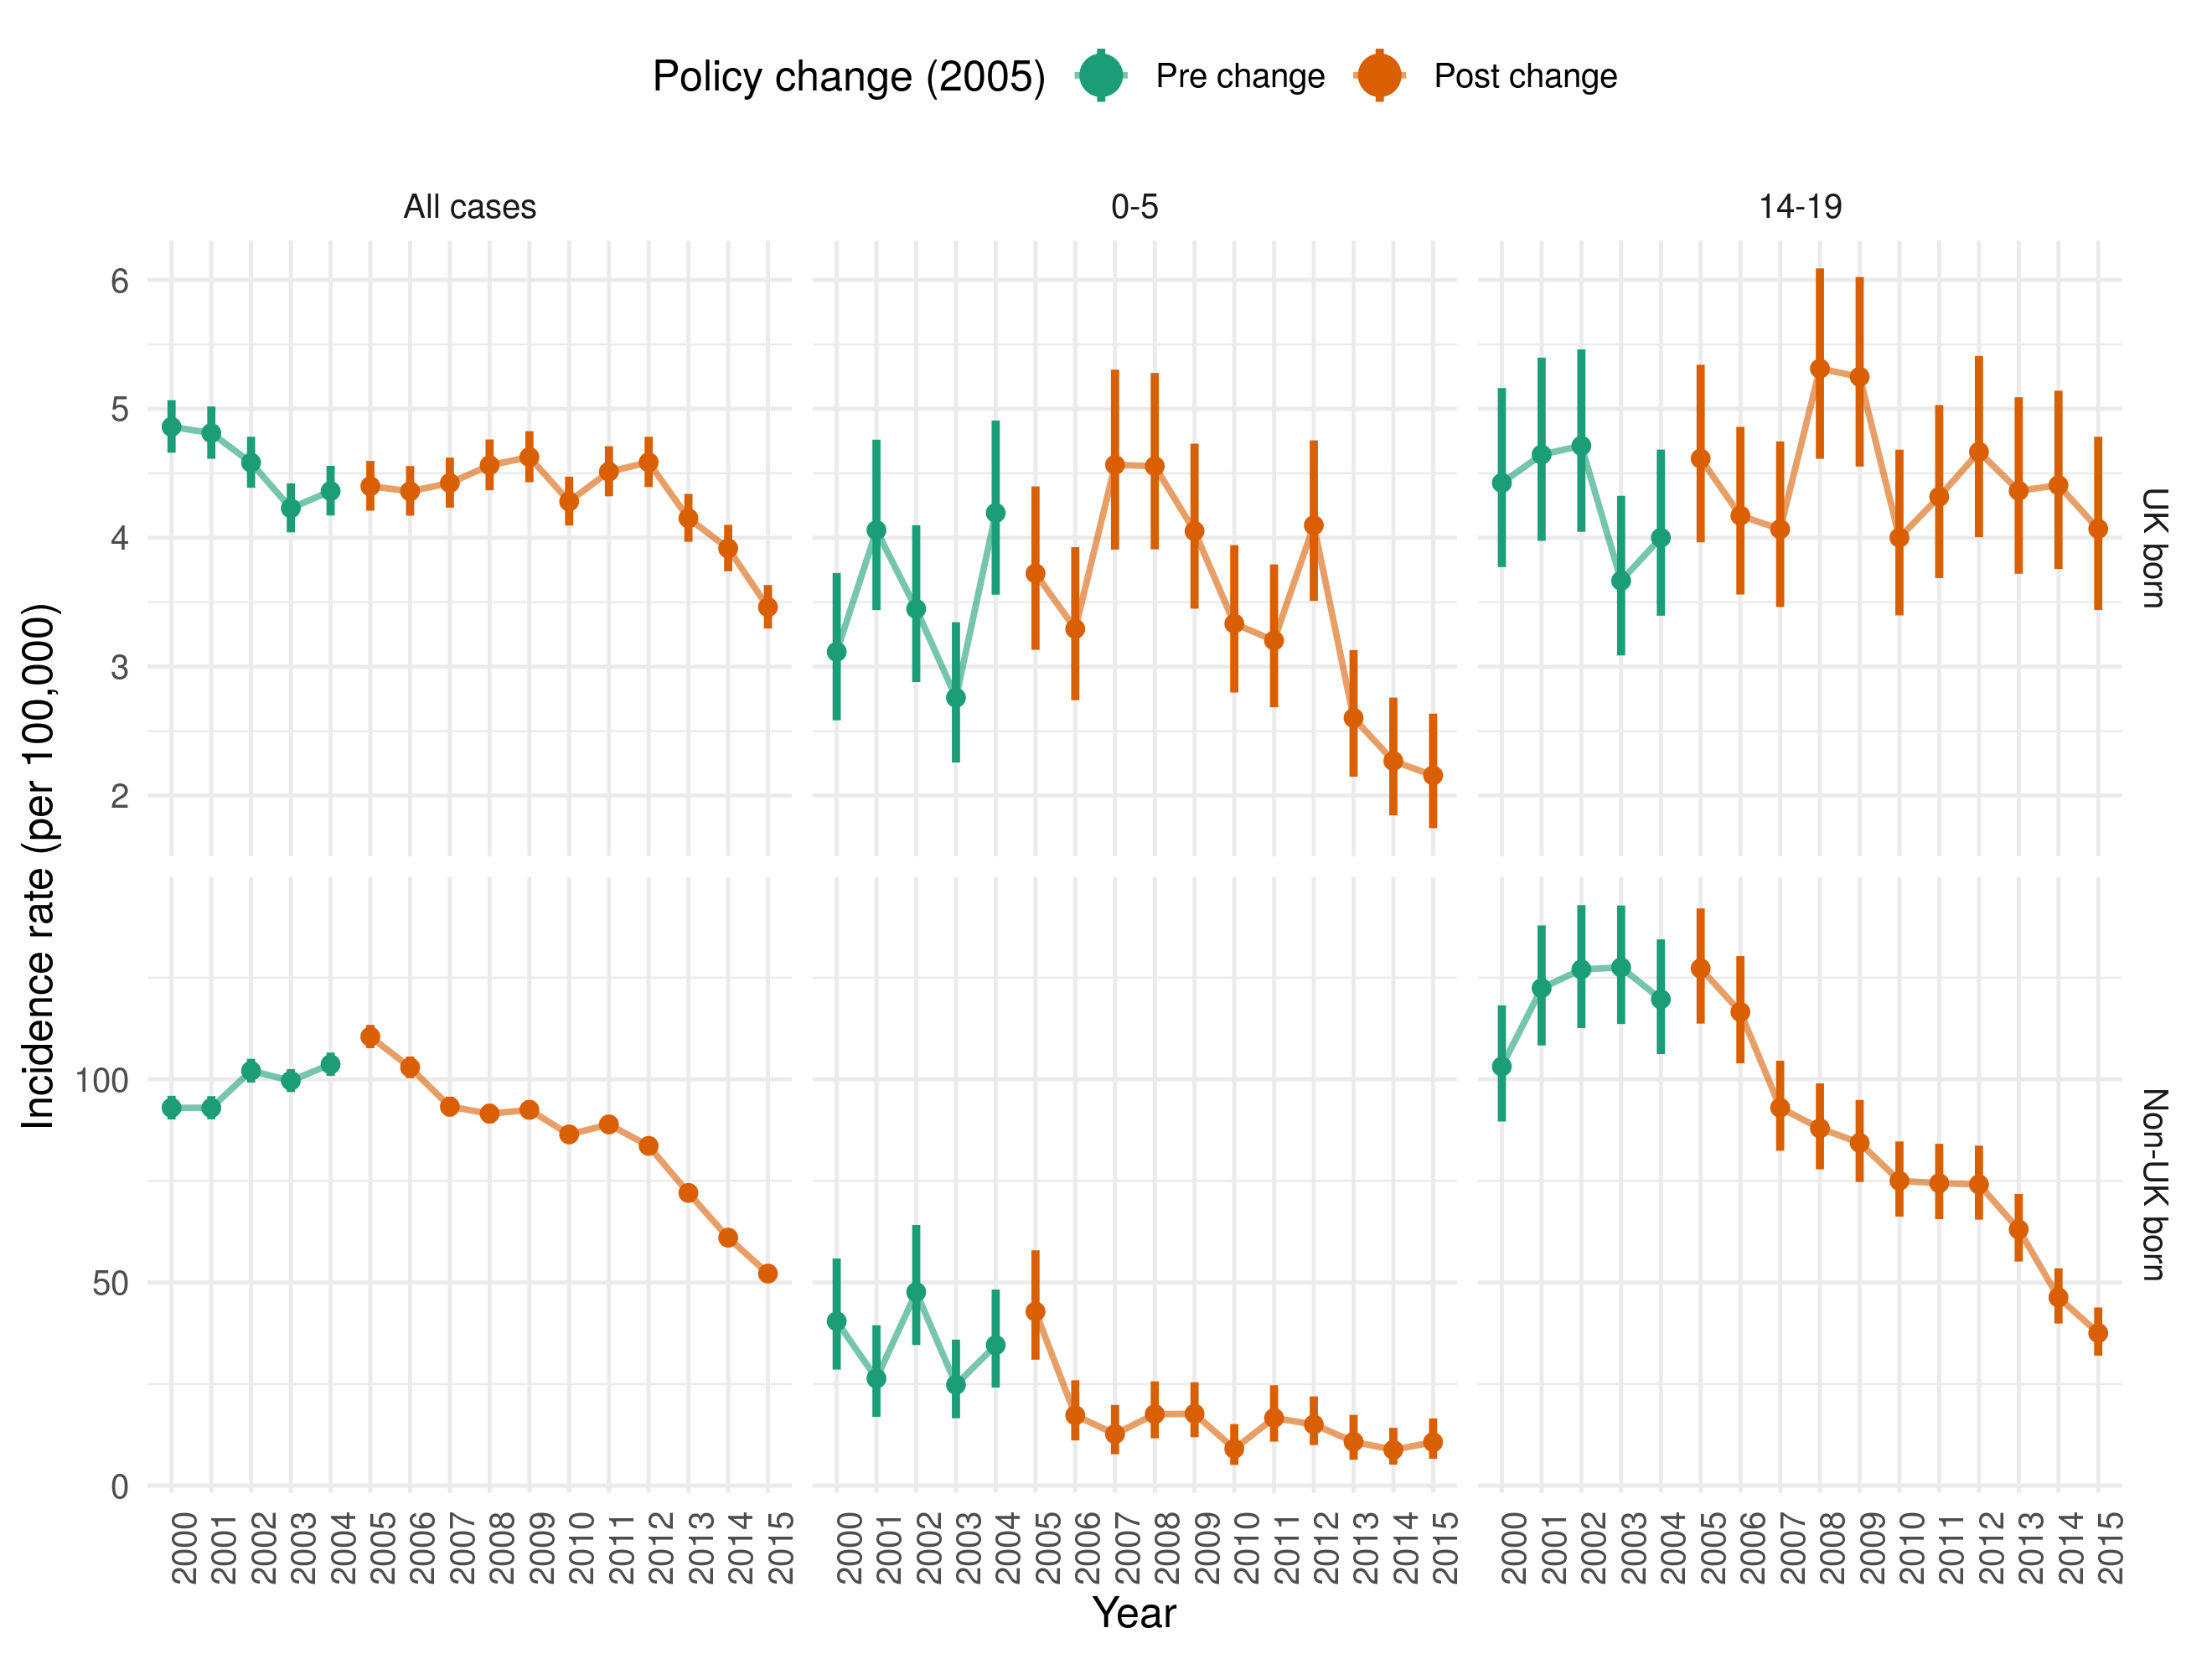 Policy change (2005) Pre change Post change
All cases 0-5 14-19
6
5
4
3
2
UK born
Incidence rate (per 100,000)
100
50
0
Non-UK born
2000 2001 2002 2003 2004 2005 2006 2007 2008 2009 2010 2011 2012 2013 2014 2015
2000 2001 2002 2003 2004 2005 2006 2007 2008 2009 2010 2011 2012 2013 2014 2015
2000 2001 2002 2003 2004 2005 2006 2007 2008 2009 2010 2011 2012 2013 2014 2015
Year